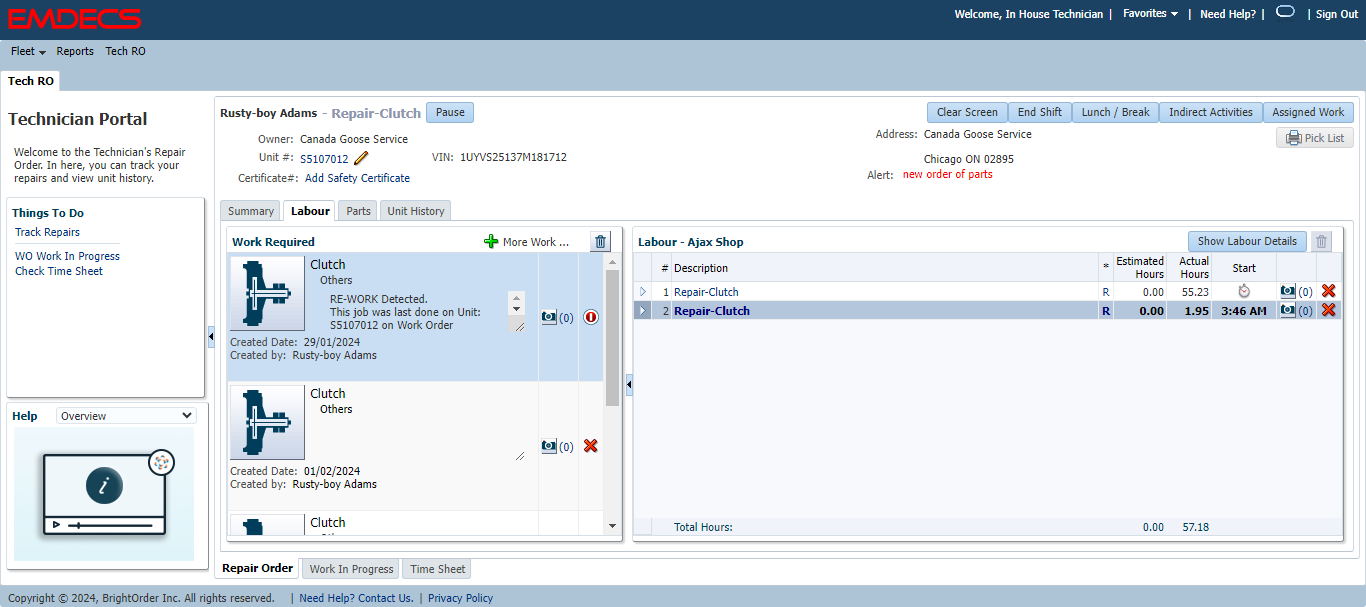 EMDECS
Welcome, In House Technician | Favorites | Need Help? | | Sign Out
Fleet Reports Tech RO
Tech RO
Technician Portal
Welcome to the Technician's Repair
Order. In here, you can track your
repairs and view unit history.
Things To Do
Track Repairs
WO Work In Progress
Check Time Sheet
Help Overview
i
Rusty-boy Adams - Repair-Clutch Pause
Clear Screen End Shift Lunch / Break Indirect Activities Assigned Work
Pick List
Owner: Canada Goose Service
Unit #: S5107012 VIN: 1UYVS25137M181712
Certificate#: Add Safety Certificate
Address: Canada Goose Service
Chicago ON 02895
Alert: new order of parts
Summary Labour Parts Unit History
Work Required More Work ...
Clutch
Others
RE-WORK Detected.
This job was last done on Unit:
S5107012 on Work Order
(0)
Created Date: 29/01/2024
Created by: Rusty-boy Adams
Clutch
Others
(0)
Created Date: 01/02/2024
Created by: Rusty-boy Adams
Clutch
Labour - Ajax Shop Show Labour Details
# Description * Estimated Hours Actual Hours Start
1 Repair-Clutch R 0.00 55.23 (0)
2 Repair-Clutch R 0.00 1.95 3:46 AM (0)
Total Hours: 0.00 57.18
Repair Order Work In Progress Time Sheet
Copyright © 2024, BrightOrder Inc. All rights reserved. | Need Help? Contact Us. | Privacy Policy